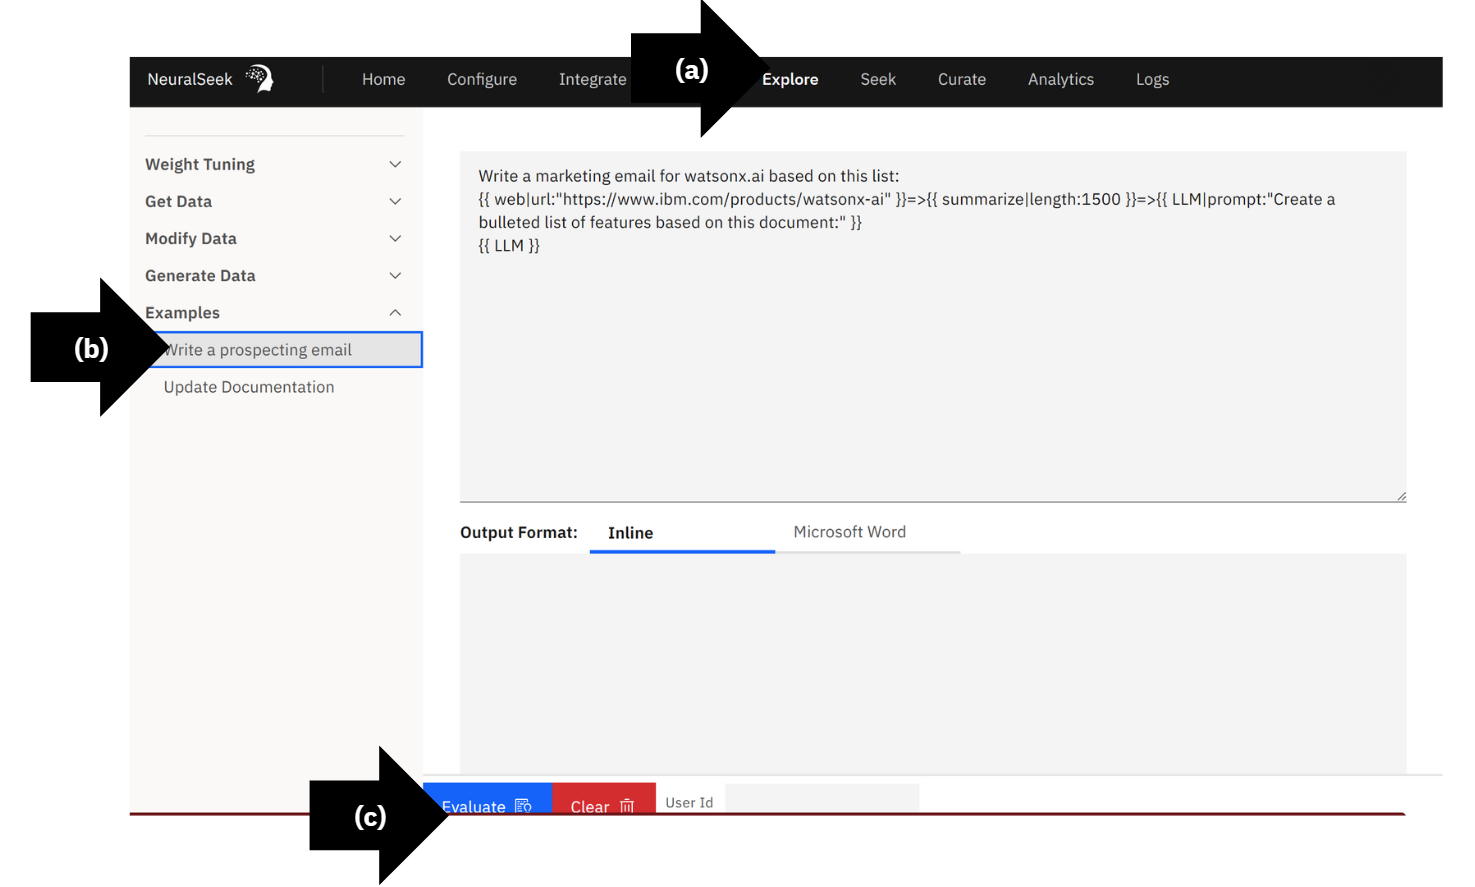 (a)
NeuralSeek Home Configure Integrate Explore Seek Curate Analytics Logs
Weight Tuning
Get Data
Modify Data
Generate Data
Examples
(b)
Write a prospecting email
Update Documentation
Write a marketing email for watsonx.ai based on this list:
{{ web|url:"https://www.ibm.com/products/watsonx-ai" }}=>{{ summarize|length:1500 }}=>{{ LLM|prompt:"Create a
bulleted list of features based on this document:" }}
{{ LLM }}
Output Format: Inline Microsoft Word
(c)
Evaluate Clear User Id